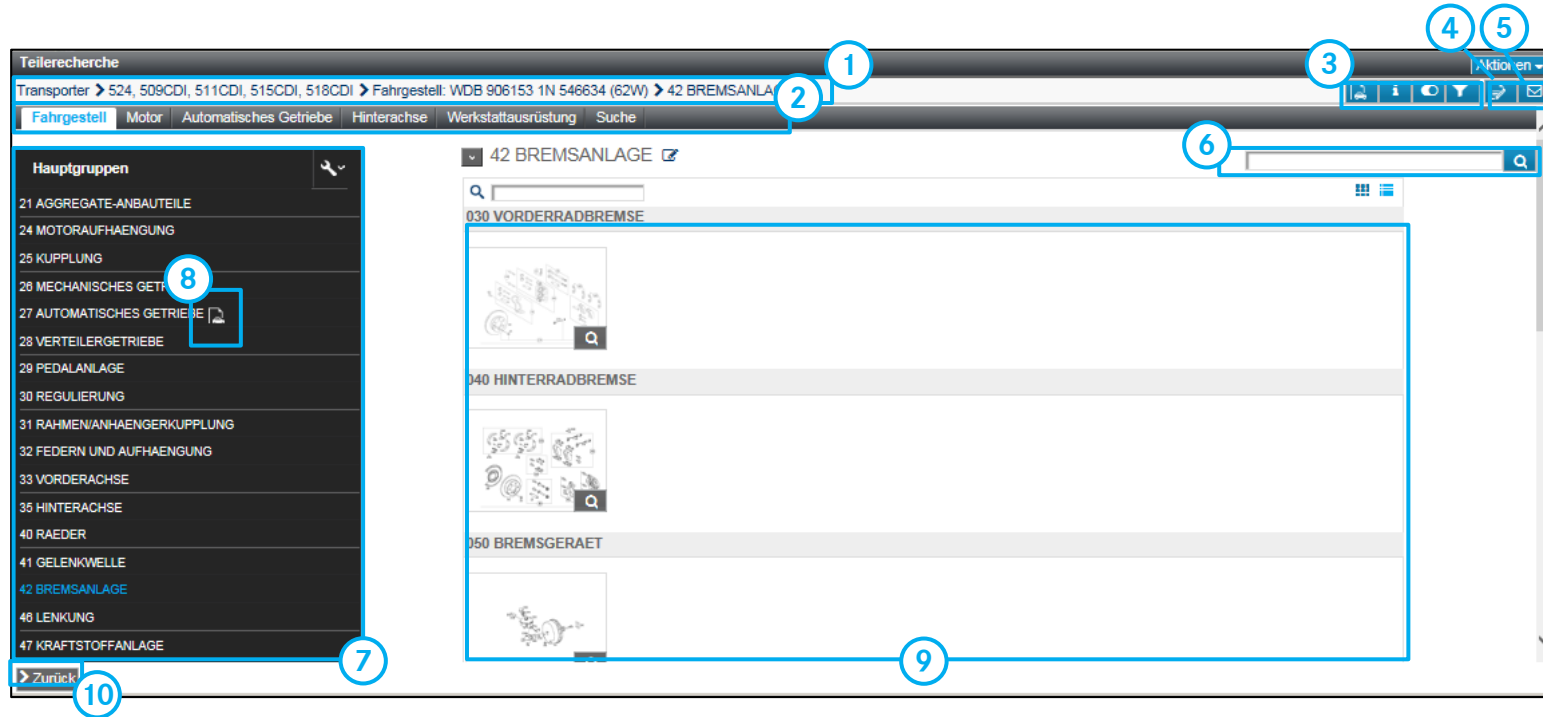 4 5
Teilerecherche
1
3
Aktionen
Transporter > 524, 509CDI, 511CDI, 515CDI, 518CDI > Fahrgestell: WDB 906153 1N 546634 (62W) > 42 BREMSANLA
2
Fahrgestell Motor Automatisches Getriebe Hinterachse Werkstattausrüstung Suche
6
Hauptgruppen
42 BREMSANLAGE
21 AGGREGATE-ANBAUTEILE
030 VORDERRADBREMSE
24 MOTORAUFHAENGUNG
25 KUPPLUNG
8
26 MECHANISCHES GETR
27 AUTOMATISCHES GETRIEBE
28 VERTEILERGETRIEBE
29 PEDALANLAGE
040 HINTERRADBREMSE
30 REGULIERUNG
31 RAHMEN/ANHAENGERKUPPLUNG
32 FEDERN UND AUFHAENGUNG
33 VORDERACHSE
35 HINTERACHSE
40 RAEDER
050 BREMSGERAET
41 GELENKWELLE
42 BREMSANLAGE
46 LENKUNG
47 KRAFTSTOFFANLAGE
7
9
> Zurück
10